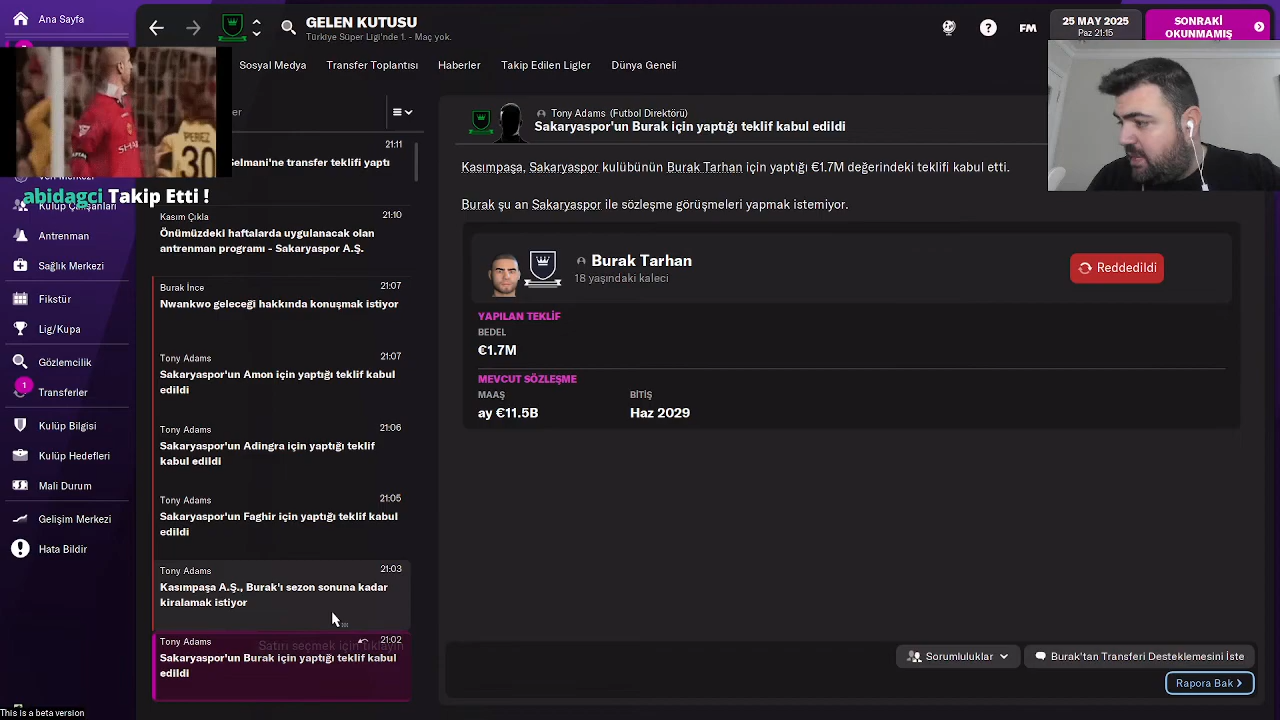 Ana Sayfa
GELEN KUTUSU
Türkiye Süper Ligi'nde 1. - Maç yok.
FM
25 MAY 2025
Paz 21:15
SONRAKİ
OKUNMAMIŞ
Sosyal Medya
Transfer Toplantısı
Haberler
Takip Edilen Ligler
Dünya Geneli
PEREZ
30
SHAR
abidagci Takip Etti !
Kulüp Çalışanları
Antrenman
Sağlık Merkezi
Fikstür
Lig/Kupa
Gözlemcilik
1
Transferler
Kulüp Bilgisi
Kulüp Hedefleri
Mali Durum
Gelişim Merkezi
Hata Bildir
This is a beta version
21:11
Selmani'ne transfer teklifi yaptı
Kasım Çıkla
21:10
Önümüzdeki haftalarda uygulanacak olan
antrenman programı - Sakaryaspor A.Ş.
Burak İnce
21:07
Nwankwo geleceği hakkında konuşmak istiyor
Tony Adams
21:07
Sakaryaspor'un Amon için yaptığı teklif kabul
edildi
Tony Adams
21:06
Sakaryaspor'un Adingra için yaptığı teklif
kabul edildi
Tony Adams
21:05
Sakaryaspor'un Faghir için yaptığı teklif kabul
edildi
Tony Adams
21:03
Kasımpaşa A.Ş., Burak'ı sezon sonuna kadar
kiralamak istiyor
Tony Adams
21:02
Satırı seçmek için tıklayın
Sakaryaspor'un Burak için yaptığı teklif kabul
edildi
Tony Adams (Futbol Direktörü)
Sakaryaspor'un Burak için yaptığı teklif kabul edildi
Kasımpaşa, Sakaryaspor kulübünün Burak Tarhan için yaptığı €1.7M değerindeki teklifi kabul etti.
Burak şu an Sakaryaspor ile sözleşme görüşmeleri yapmak istemiyor.
Burak Tarhan
18 yaşındaki kaleci
Reddedildi
YAPILAN TEKLİF
BEDEL
€1.7M
MEVCUT SÖZLEŞME
MAAŞ
BİTİŞ
ay €11.5B
Haz 2029
Sorumluluklar
Burak'tan Transferi Desteklemesini İste
Rapora Bak